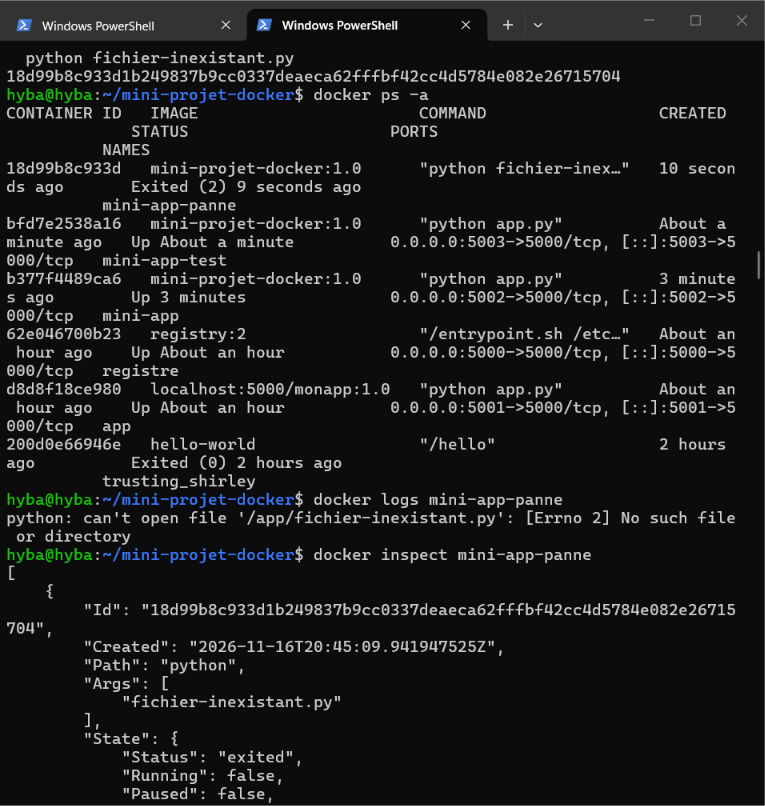 Windows PowerShell
Windows PowerShell
python fichier-inexistant.py
18d99b8c933d1b249837b9cc0337deaeca62fffbf42cc4d5784e082e26715704
hyba@hyba:~/mini-projet-docker$ docker ps -a
CONTAINER ID   IMAGE                      COMMAND                  CREATED
             STATUS                    PORTS
          NAMES
18d99b8c933d   mini-projet-docker:1.0     "python fichier-inex…"   10 secon
ds ago       Exited (2) 9 seconds ago
          mini-app-panne
bfd7e2538a16   mini-projet-docker:1.0     "python app.py"          About a
minute ago   Up About a minute         0.0.0.0:5003->5000/tcp, [::]:5003->5
000/tcp   mini-app-test
b377f4489ca6   mini-projet-docker:1.0     "python app.py"          3 minute
s ago        Up 3 minutes              0.0.0.0:5002->5000/tcp, [::]:5002->5
000/tcp   mini-app
62e046700b23   registry:2                 "/entrypoint.sh /etc…"   About an
 hour ago    Up About an hour          0.0.0.0:5000->5000/tcp, [::]:5000->5
000/tcp   registre
d8d8f18ce980   localhost:5000/monapp:1.0   "python app.py"          About an
 hour ago    Up About an hour          0.0.0.0:5001->5000/tcp, [::]:5001->5
000/tcp   app
200d0e66946e   hello-world                "/hello"                 2 hours
ago          Exited (0) 2 hours ago
          trusting_shirley
hyba@hyba:~/mini-projet-docker$ docker logs mini-app-panne
python: can't open file '/app/fichier-inexistant.py': [Errno 2] No such file
 or directory
hyba@hyba:~/mini-projet-docker$ docker inspect mini-app-panne
[
    {
        "Id": "18d99b8c933d1b249837b9cc0337deaeca62fffbf42cc4d5784e082e26715
704",
        "Created": "2026-11-16T20:45:09.941947525Z",
        "Path": "python",
        "Args": [
            "fichier-inexistant.py"
        ],
        "State": {
            "Status": "exited",
            "Running": false,
            "Paused": false,